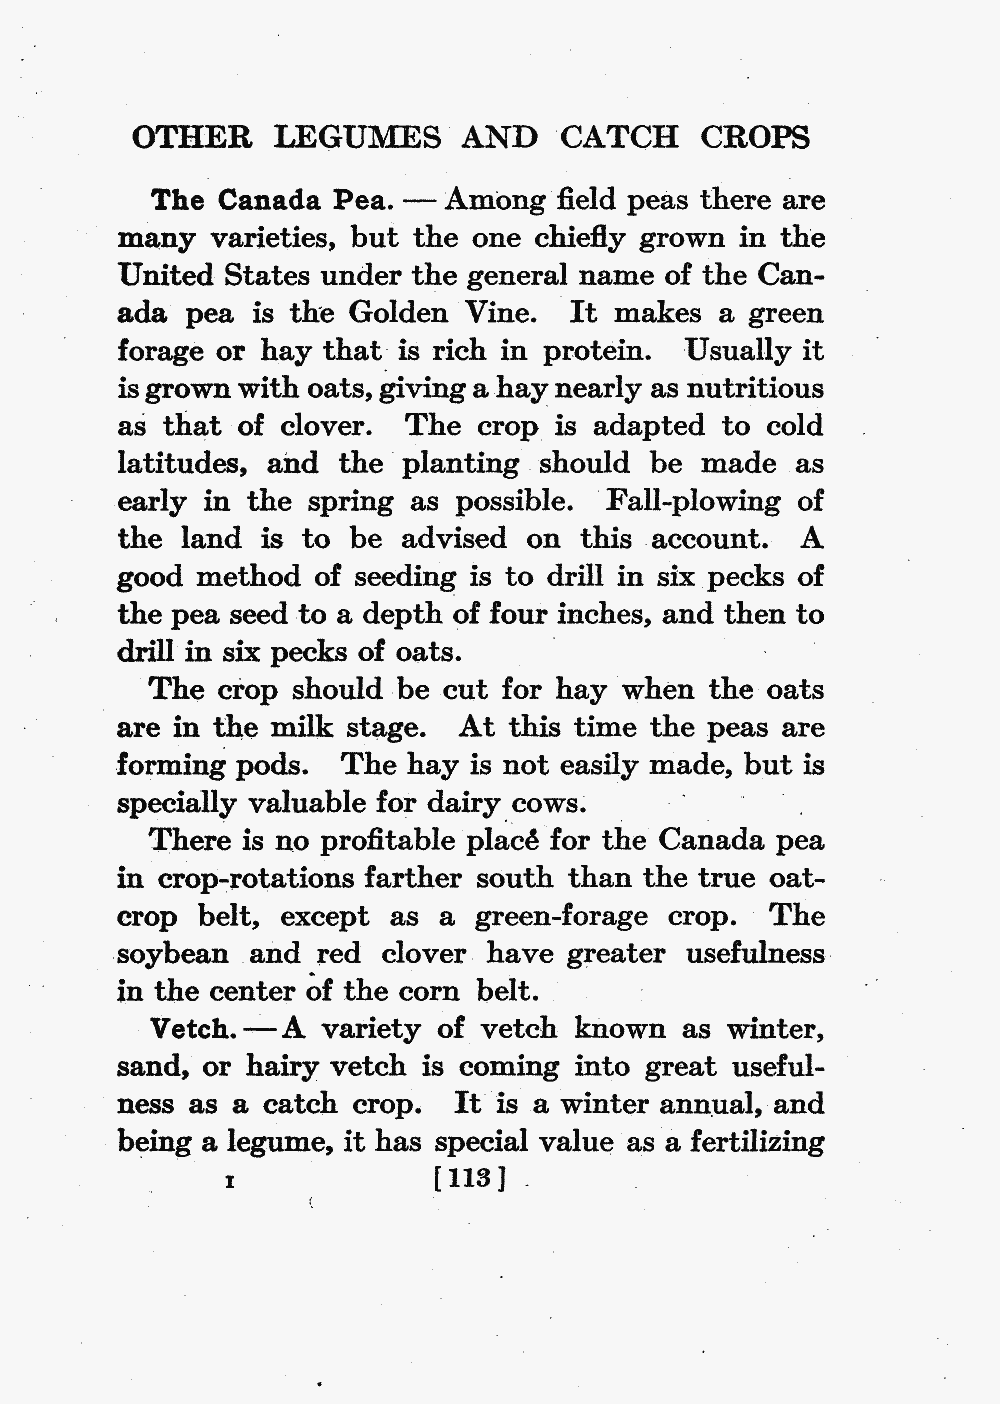 OTHER LEGUMES AND CATCH CROPS
The Canada Pea. — Among field peas there are
many varieties, but the one chiefly grown in the
United States under the general name of the Can-
ada pea is the Golden Vine. It makes a green
forage or hay that is rich in protein. Usually it
is grown with oats, giving a hay nearly as nutritious
as that of clover. The crop is adapted to cold
latitudes, and the planting should be made as
early in the spring as possible. Fall-plowing of
the land is to be advised on this account. A
good method of seeding is to drill in six pecks of
the pea seed to a depth of four inches, and then to
drill in six pecks of oats.
The crop should be cut for hay when the oats
are in the milk stage. At this time the peas are
forming pods. The hay is not easily made, but is
specially valuable for dairy cows.
There is no profitable place for the Canada pea
in crop-rotations farther south than the true oat-
crop belt, except as a green-forage crop. The
soybean and red clover have greater usefulness
in the center of the corn belt.
Vetch. — A variety of vetch known as winter,
sand, or hairy vetch is coming into great useful-
ness as a catch crop. It is a winter annual, and
being a legume, it has special value as a fertilizing
I [113]